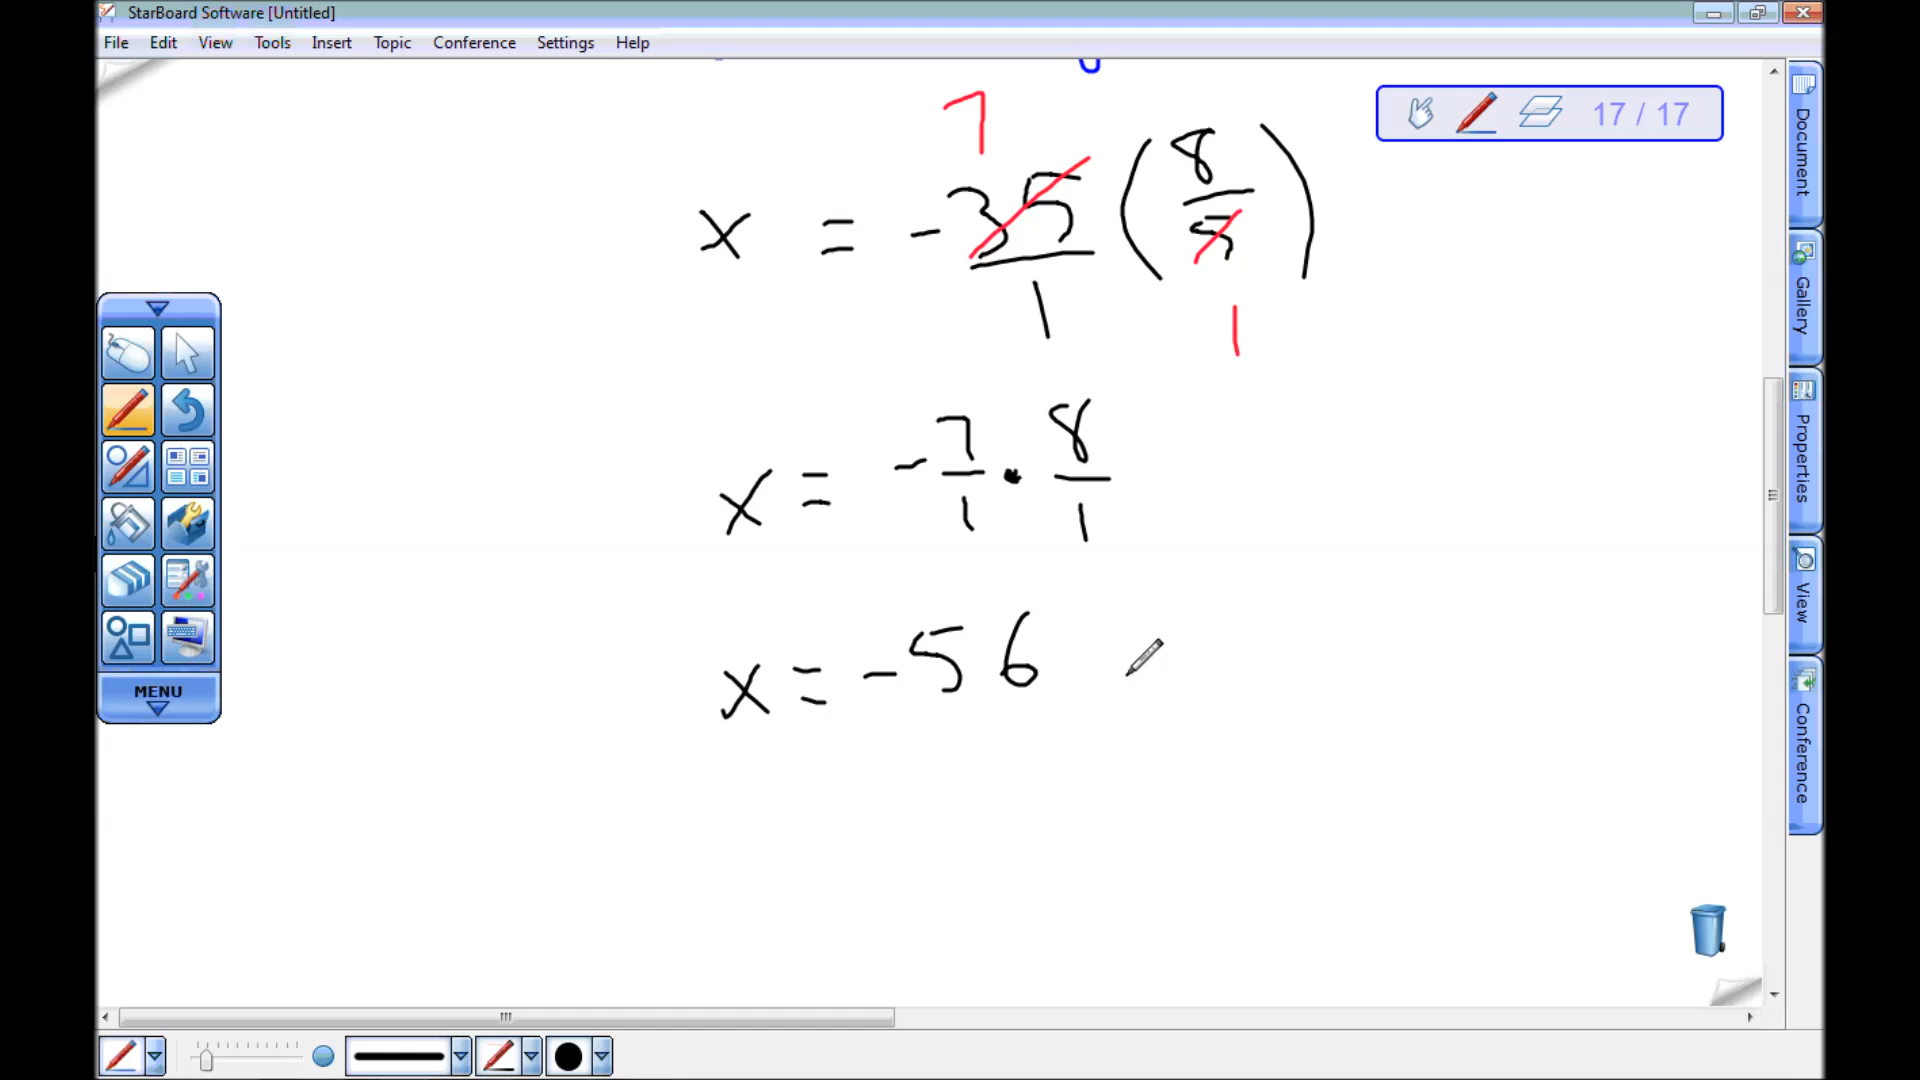 StarBoard Software [Untitled]
File Edit View Tools Insert Topic Conference Settings Help
17 / 17
7
x = -35/1 (8/5)
1
x = -7/1 • 8/1
x = -56
MENU
Document
Gallery
Properties
View
Conference